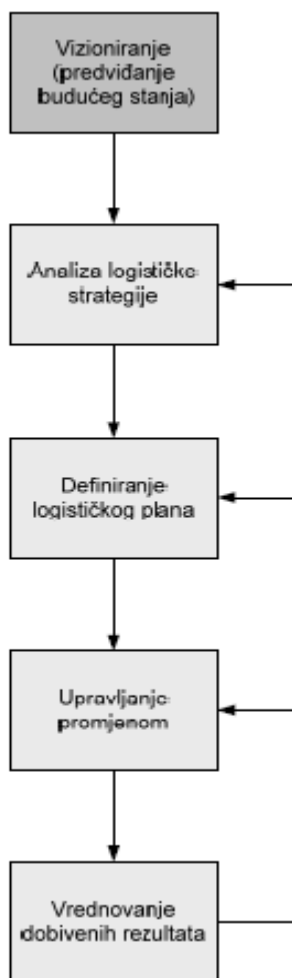 Vizioniranje
(predviđanje
budućeg stanja)
Analiza logističke
strategije
Definiranje
logističkog plana
Upravljanje
promjenom
Vrednovanje
dobivenih rezultata